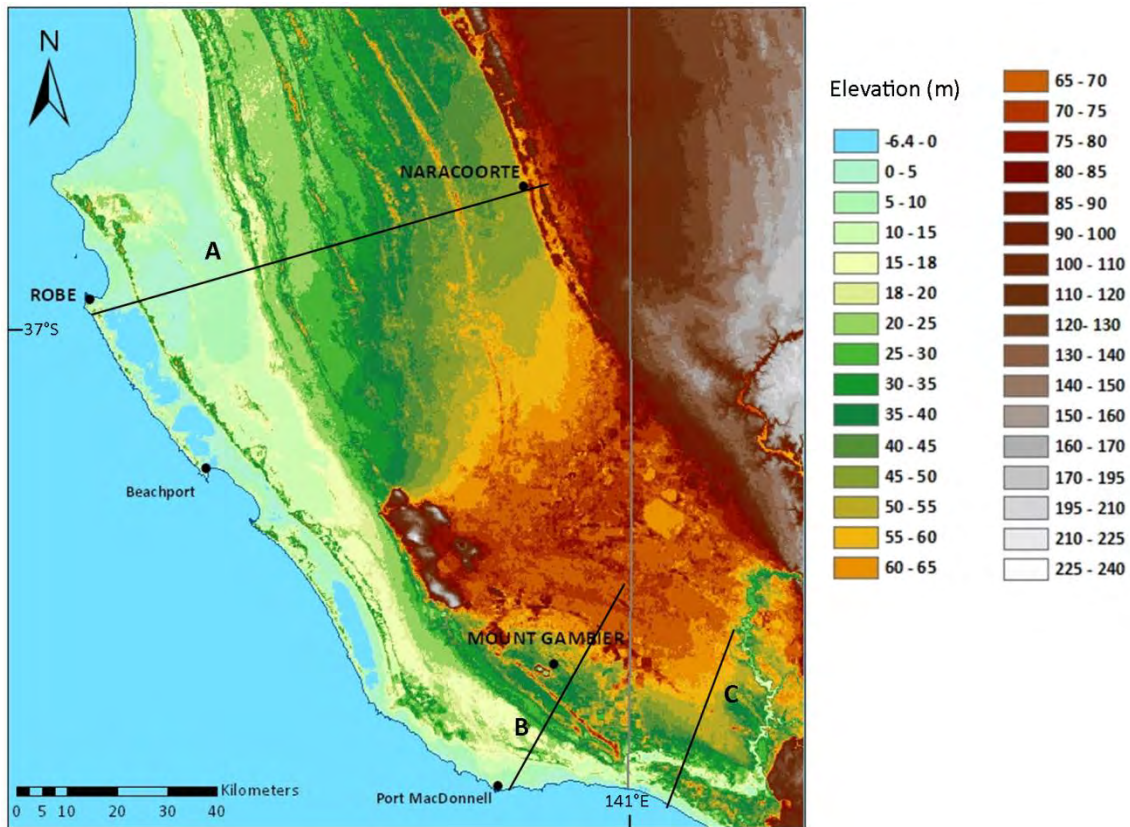 N
NARACOORTE
A
ROBE
37°S
Beachport
MOUNT GAMBIER
B
C
Port MacDonnell
141°E
Kilometers
0 5 10 20 30 40
Elevation (m)
-6.4 - 0
0 - 5
5 - 10
10 - 15
15 - 18
18 - 20
20 - 25
25 - 30
30 - 35
35 - 40
40 - 45
45 - 50
50 - 55
55 - 60
60 - 65
65 - 70
70 - 75
75 - 80
80 - 85
85 - 90
90 - 100
100 - 110
110 - 120
120- 130
130 - 140
140 - 150
150 - 160
160 - 170
170 - 195
195 - 210
210 - 225
225 - 240